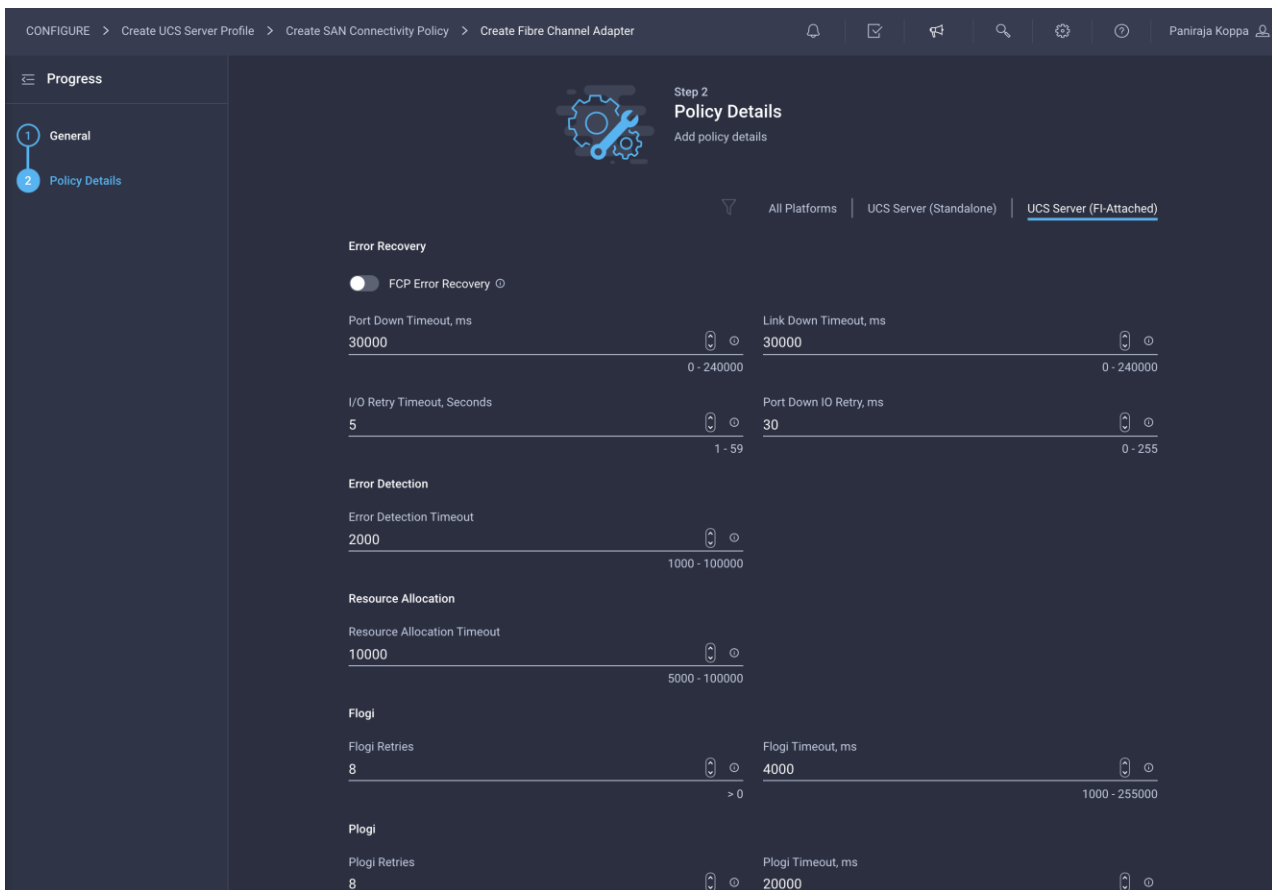 CONFIGURE > Create UCS Server Profile > Create SAN Connectivity Policy > Create Fibre Channel Adapter
Paniraja Koppa
Progress
1 General
2 Policy Details
Step 2
Policy Details
Add policy details
All Platforms | UCS Server (Standalone) | UCS Server (FI-Attached)
Error Recovery
FCP Error Recovery
Port Down Timeout, ms
30000
0 - 240000
Link Down Timeout, ms
30000
0 - 240000
I/O Retry Timeout, Seconds
5
1 - 59
Port Down IO Retry, ms
30
0 - 255
Error Detection
Error Detection Timeout
2000
1000 - 100000
Resource Allocation
Resource Allocation Timeout
10000
5000 - 100000
Flogi
Flogi Retries
8
> 0
Flogi Timeout, ms
4000
1000 - 255000
Plogi
Plogi Retries
8
Plogi Timeout, ms
20000